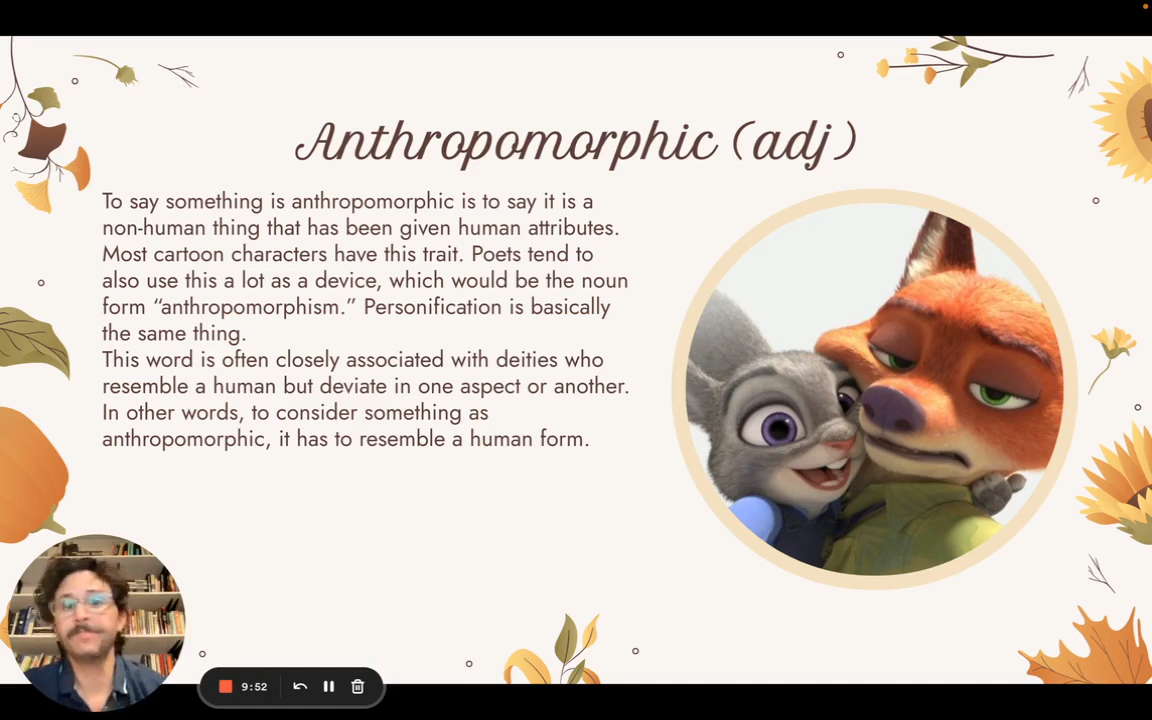 Anthropomorphic (adj)
To say something is anthropomorphic is to say it is a
non-human thing that has been given human attributes.
Most cartoon characters have this trait. Poets tend to
also use this a lot as a device, which would be the noun
form “anthropomorphism.” Personification is basically
the same thing.
This word is often closely associated with deities who
resemble a human but deviate in one aspect or another.
In other words, to consider something as
anthropomorphic, it has to resemble a human form.
9:52